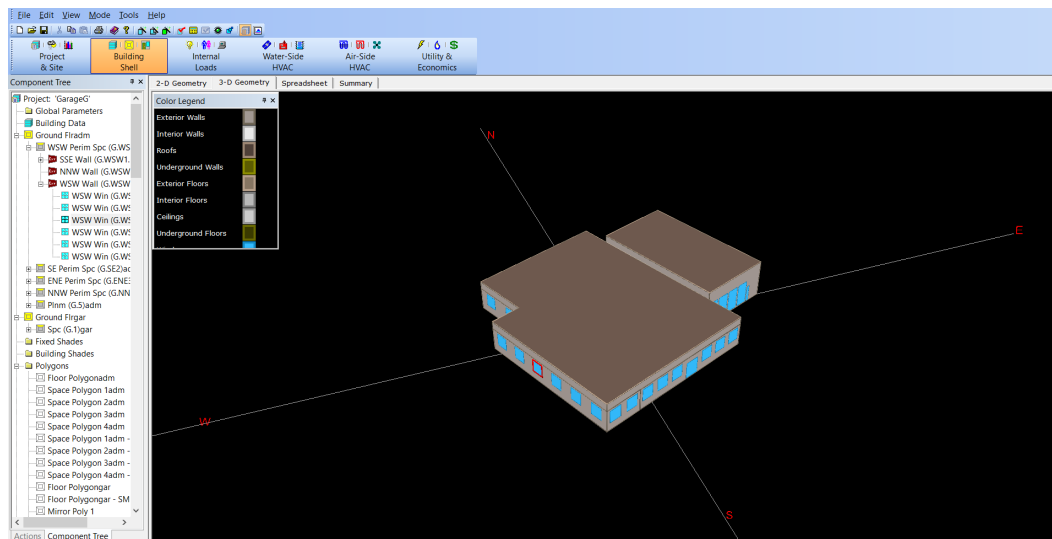 File Edit View Mode Tools Help
Project & Site
Building Shell
Internal Loads
Water-Side HVAC
Air-Side HVAC
Utility & Economics
Component Tree
2-D Geometry 3-D Geometry Spreadsheet Summary
Project: 'GarageG'
Global Parameters
Building Data
Ground Flradm
WSW Perim Spc (G.WS
SSE Wall (G.WSW1.
NNW Wall (G.WSW
WSW Wall (G.WSW
WSW Win (G.WS
WSW Win (G.WS
WSW Win (G.WS
WSW Win (G.WS
WSW Win (G.WS
WSW Win (G.WS
SE Perim Spc (G.SE2)ac
ENE Perim Spc (G.ENE3
NNW Perim Spc (G.NN
Plnm (G.5)adm
Ground Flrgar
Spc (G.1)gar
Fixed Shades
Building Shades
Polygons
Floor Polygonadm
Space Polygon 1adm
Space Polygon 2adm
Space Polygon 3adm
Space Polygon 4adm
Space Polygon 1adm -
Space Polygon 2adm -
Space Polygon 3adm -
Space Polygon 4adm -
Floor Polygongar
Floor Polygongar - SM
Mirror Poly 1
Actions Component Tree
Color Legend
Exterior Walls
Interior Walls
Roofs
Underground Walls
Exterior Floors
Interior Floors
Ceilings
Underground Floors
N
E
W
S